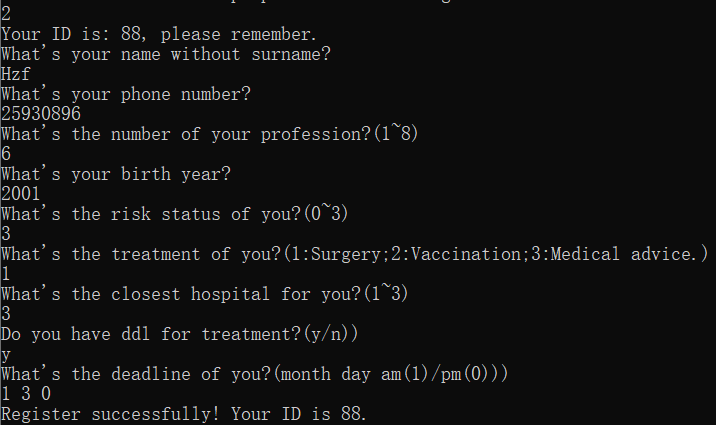 2
Your ID is: 88, please remember.
What's your name without surname?
Hzf
What's your phone number?
25930896
What's the number of your profession?(1~8)
6
What's your birth year?
2001
What's the risk status of you?(0~3)
3
What's the treatment of you?(1:Surgery;2:Vaccination;3:Medical advice.)
1
What's the closest hospital for you?(1~3)
3
Do you have ddl for treatment?(y/n))
y
What's the deadline of you?(month day am(1)/pm(0)))
1 3 0
Register successfully! Your ID is 88.